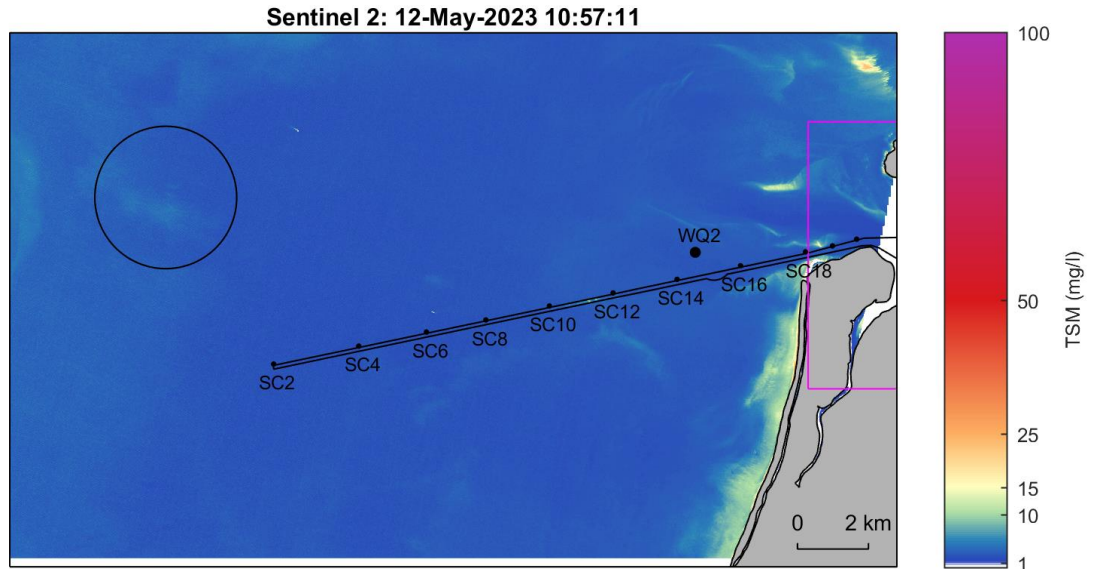 Sentinel 2: 12-May-2023 10:57:11
WQ2
SC18
SC16
SC14
SC12
SC10
SC8
SC6
SC4
SC2
0 2 km
100
50
25
15
10
1
TSM (mg/l)